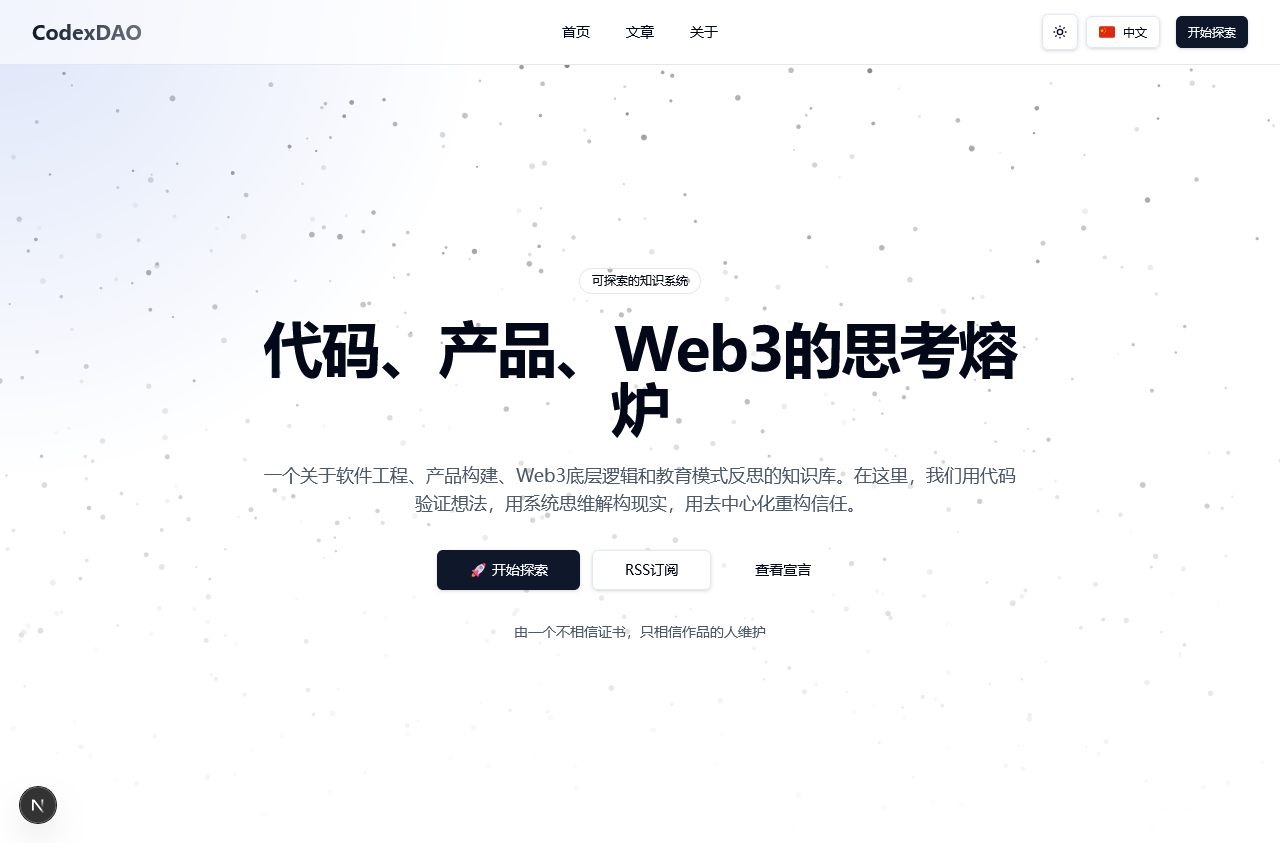 CodexDAO
首页
文章
关于
中文
开始探索
可探索的知识系统
代码、产品、Web3的思考熔
炉
一个关于软件工程、产品构建、Web3底层逻辑和教育模式反思的知识库。在这里，我们用代码
验证想法，用系统思维解构现实，用去中心化重构信任。
🚀 开始探索
RSS订阅
查看宣言
由一个不相信证书，只相信作品的人维护
N